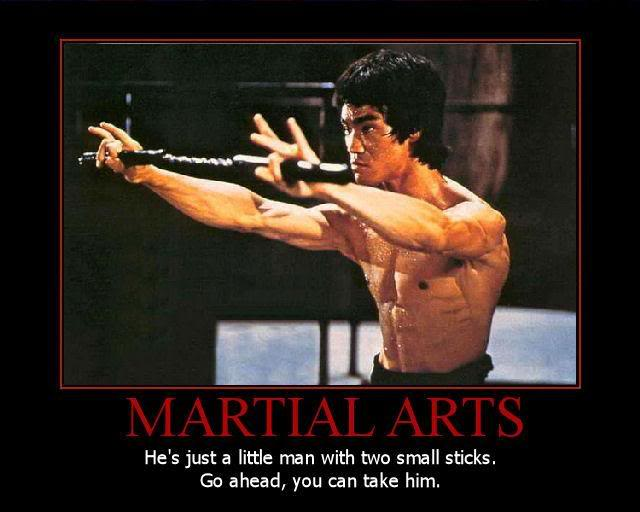 MARTIAL ARTS
He's just a little man with two small sticks.
Go ahead, you can take him.